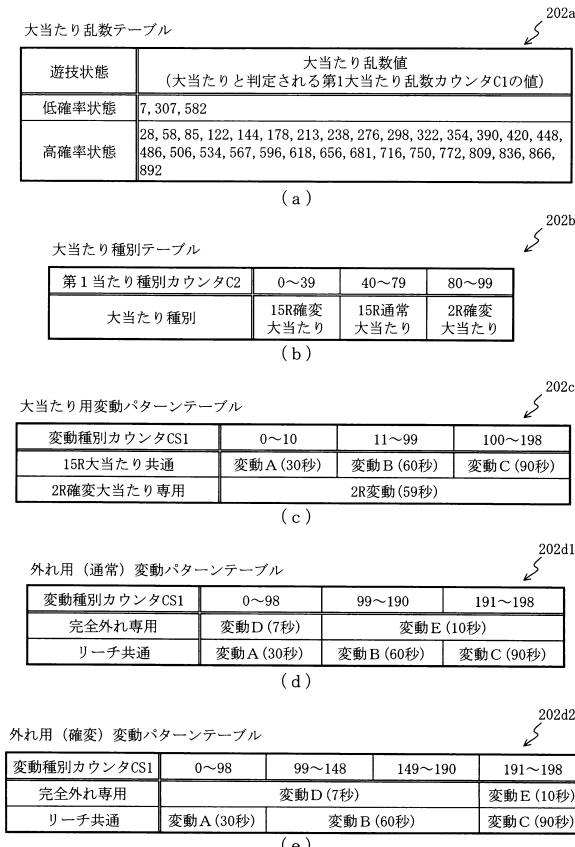 202a
大当たり乱数テーブル
遊技状態
大当たり乱数値
(大当たりと判定される第1大当たり乱数カウンタC1の値)
低確率状態
7, 307, 582
高確率状態
28, 58, 85, 122, 144, 178, 213, 238, 276, 298, 322, 354, 390, 420, 448,
486, 506, 534, 567, 596, 618, 656, 681, 716, 750, 772, 809, 836, 866,
892
(a)
202b
大当たり種別テーブル
第1当たり種別カウンタC2 0~39 40~79 80~99
大当たり種別 15R確変大当たり 15R通常大当たり 2R確変大当たり
(b)
202c
大当たり用変動パターンテーブル
変動種別カウンタCS1 0~10 11~99 100~198
15R大当たり共通 変動A(30秒) 変動B(60秒) 変動C(90秒)
2R確変大当たり専用 2R変動(59秒)
(c)
202d1
外れ用(通常)変動パターンテーブル
変動種別カウンタCS1 0~98 99~190 191~198
完全外れ専用 変動D(7秒) 変動E(10秒)
リーチ共通 変動A(30秒) 変動B(60秒) 変動C(90秒)
(d)
202d2
外れ用(確変)変動パターンテーブル
変動種別カウンタCS1 0~98 99~148 149~190 191~198
完全外れ専用 変動D(7秒) 変動E(10秒)
リーチ共通 変動A(30秒) 変動B(60秒) 変動C(90秒)
(e)